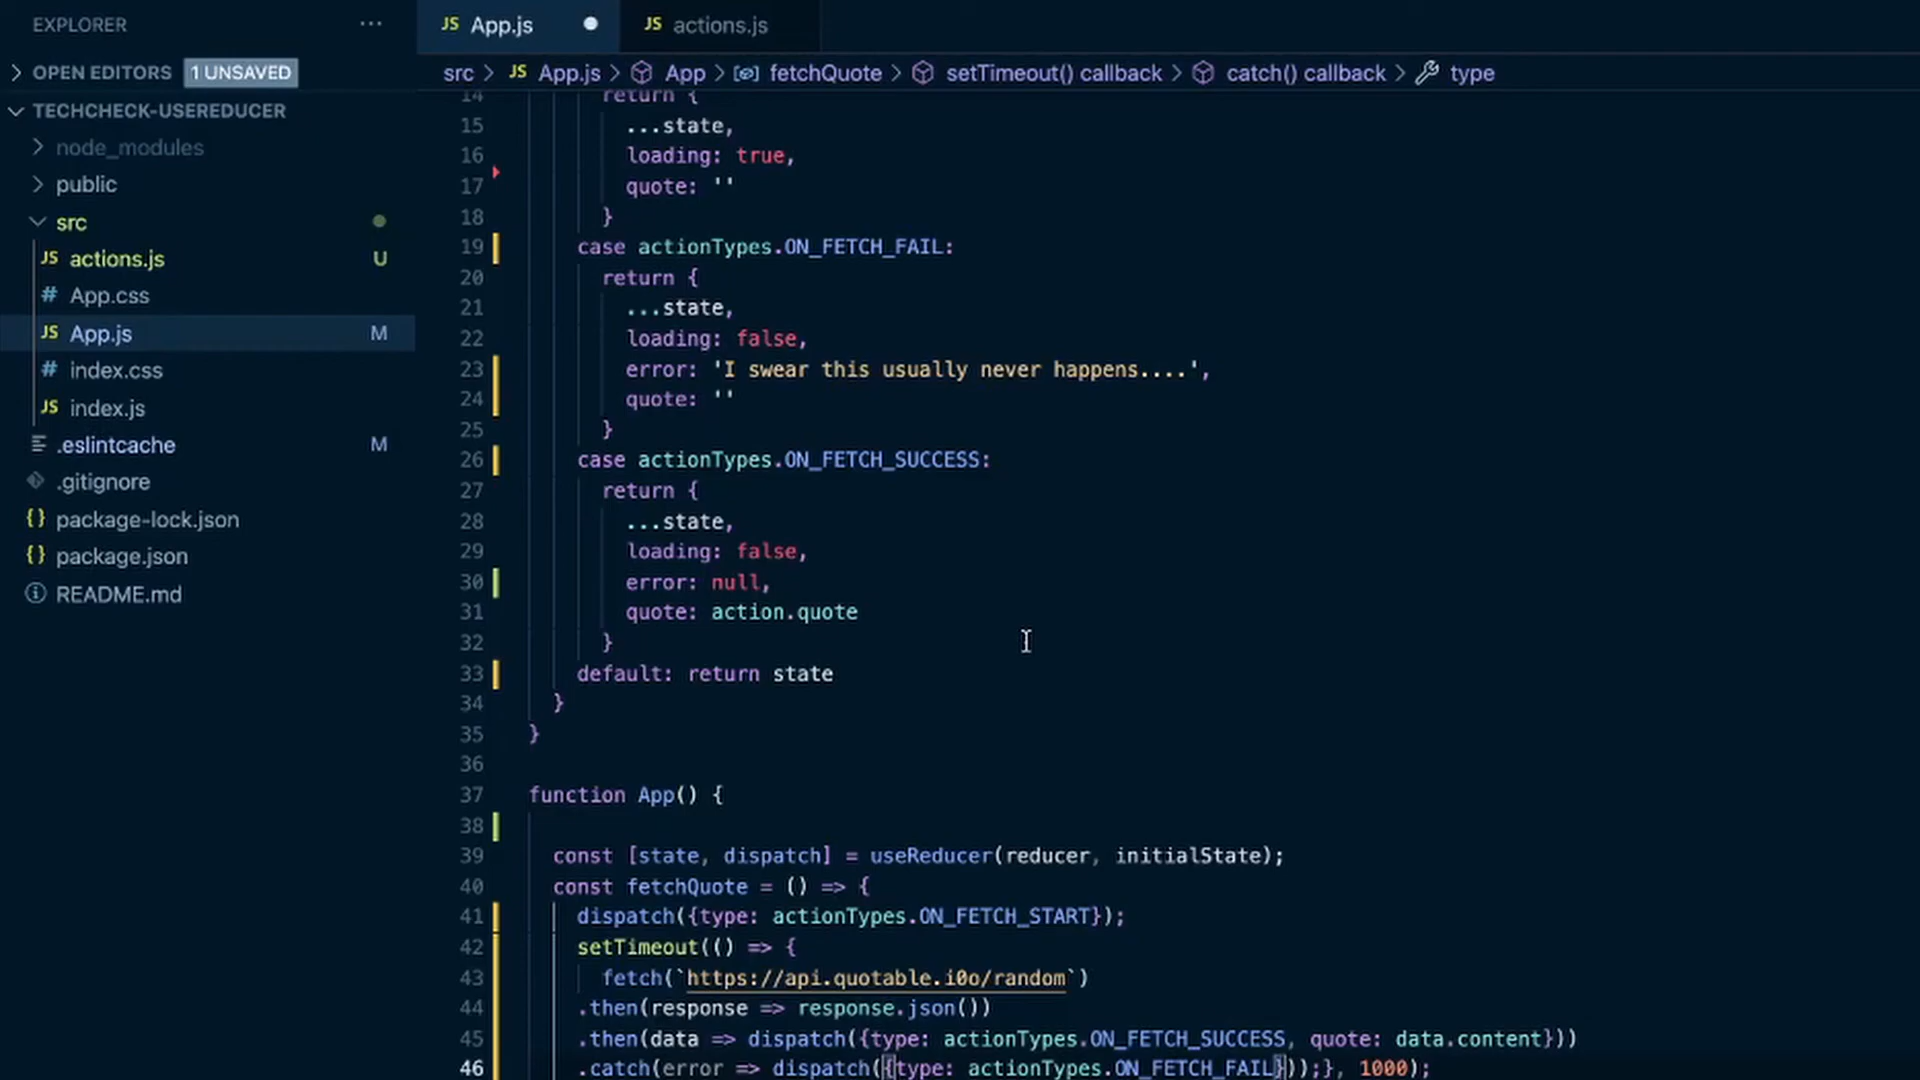 EXPLORER ···
OPEN EDITORS 1 UNSAVED
TECHCHECK-USEREDUCER
node_modules
public
src
JS actions.js U
# App.css
JS App.js M
# index.css
JS index.js
.eslintcache M
.gitignore
{} package-lock.json
{} package.json
README.md
JS App.js
JS actions.js
src > JS App.js > App > fetchQuote > setTimeout() callback > catch() callback > type
14 return {
15 ...state,
16 loading: true,
17 quote: ''
18 }
19 case actionTypes.ON_FETCH_FAIL:
20 return {
21 ...state,
22 loading: false,
23 error: 'I swear this usually never happens....',
24 quote: ''
25 }
26 case actionTypes.ON_FETCH_SUCCESS:
27 return {
28 ...state,
29 loading: false,
30 error: null,
31 quote: action.quote
32 }
33 default: return state
34 }
35 }
36
37 function App() {
38
39 const [state, dispatch] = useReducer(reducer, initialState);
40 const fetchQuote = () => {
41 dispatch({type: actionTypes.ON_FETCH_START});
42 setTimeout(() => {
43 fetch(`https://api.quotable.i0o/random`)
44 .then(response => response.json())
45 .then(data => dispatch({type: actionTypes.ON_FETCH_SUCCESS, quote: data.content}))
46 .catch(error => dispatch({type: actionTypes.ON_FETCH_FAIL}));}, 1000);